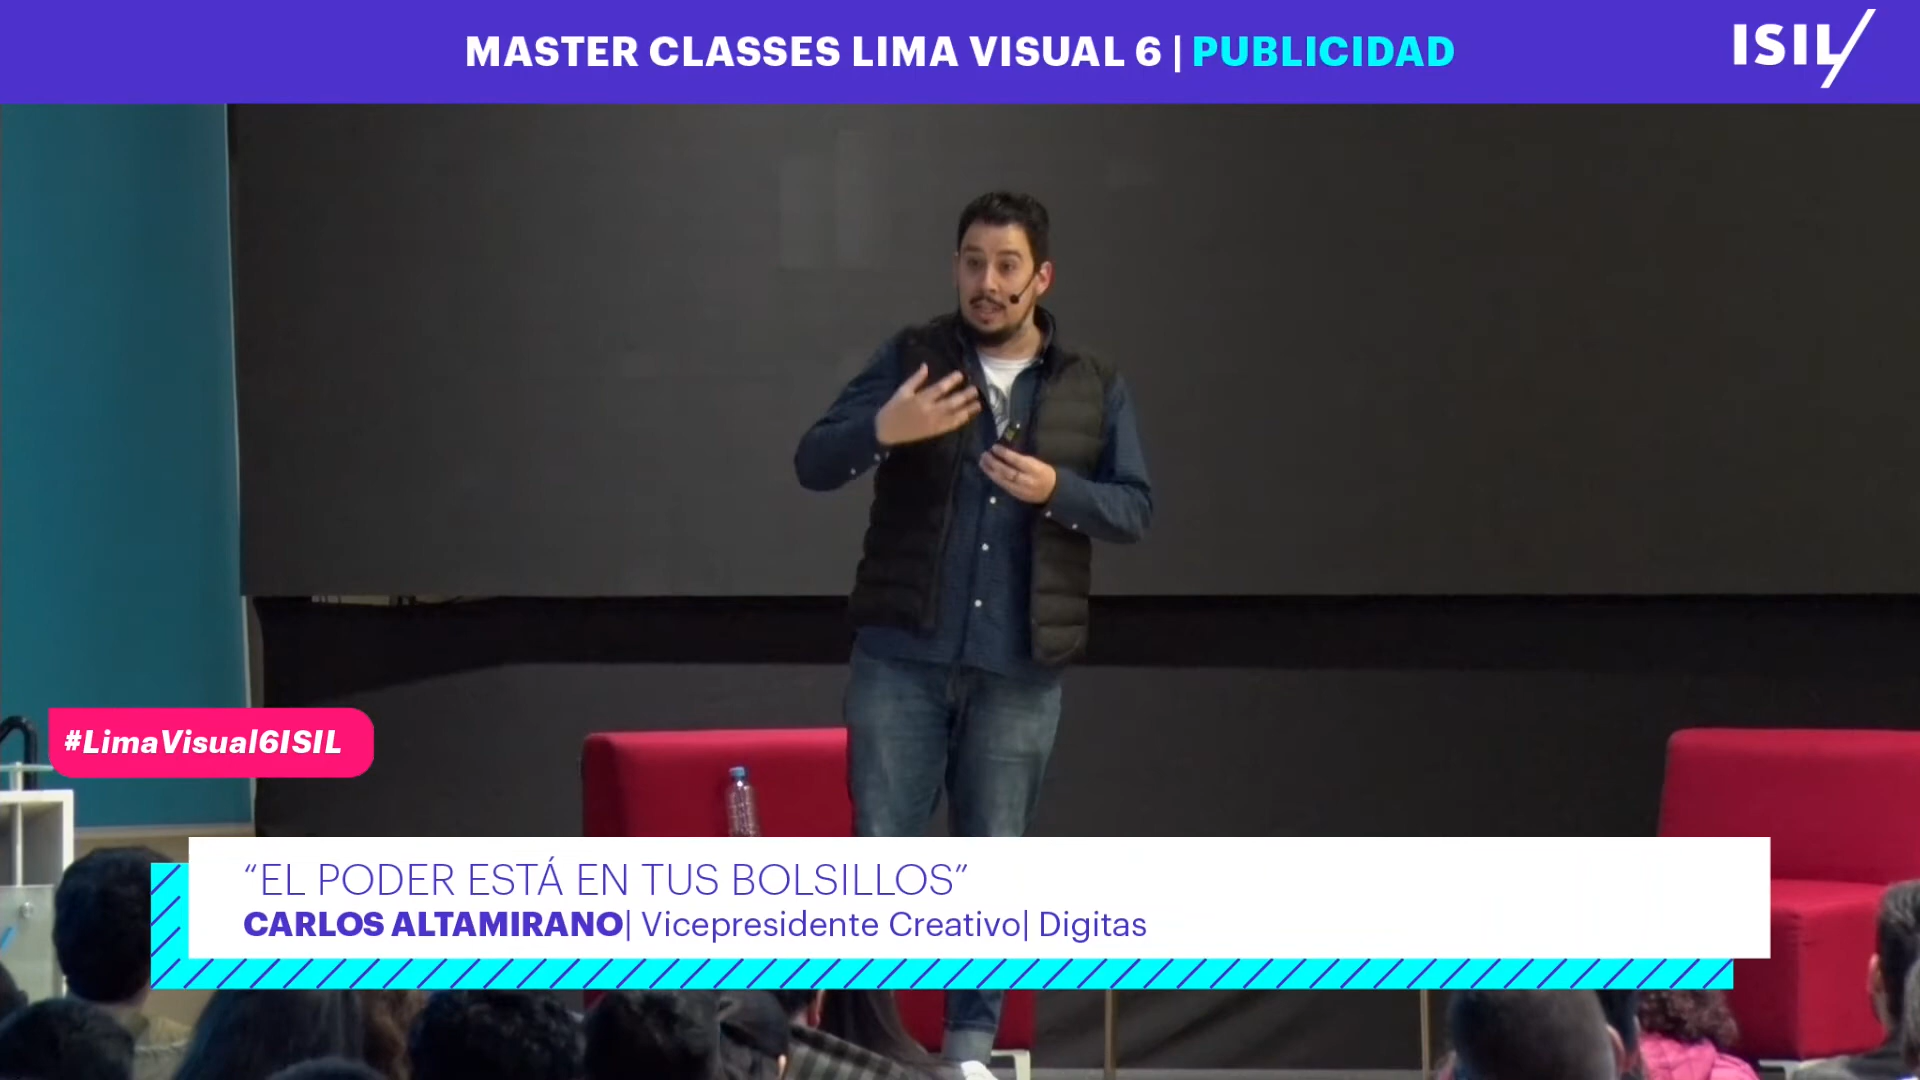 MASTER CLASSES LIMA VISUAL 6 | PUBLICIDAD
ISIL
#LimaVisual6ISIL
“EL PODER ESTÁ EN TUS BOLSILLOS”
CARLOS ALTAMIRANO| Vicepresidente Creativo| Digitas